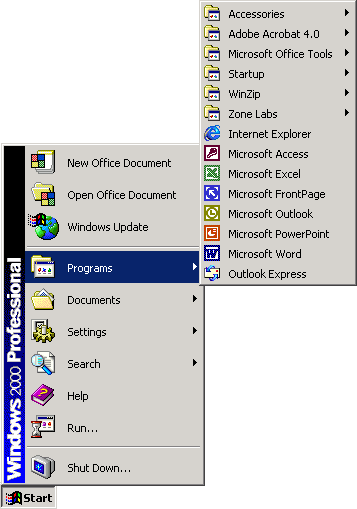 Accessories
Adobe Acrobat 4.0
Microsoft Office Tools
Startup
WinZip
Zone Labs
Internet Explorer
Microsoft Access
Microsoft Excel
Microsoft FrontPage
Microsoft Outlook
Microsoft PowerPoint
Microsoft Word
Outlook Express
New Office Document
Open Office Document
Windows Update
Programs
Documents
Settings
Search
Help
Run...
Shut Down...
Windows 2000 Professional
Start